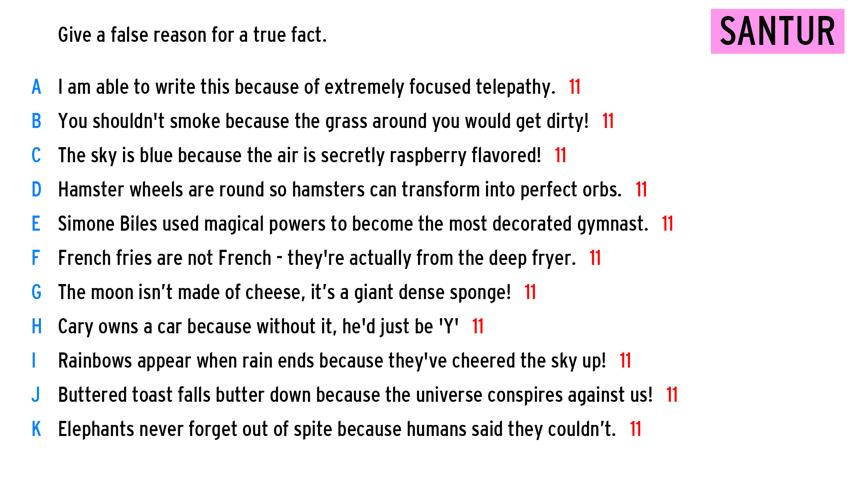 Give a false reason for a true fact.
SANTUR
A I am able to write this because of extremely focused telepathy. 11
B You shouldn't smoke because the grass around you would get dirty! 11
C The sky is blue because the air is secretly raspberry flavored! 11
D Hamster wheels are round so hamsters can transform into perfect orbs. 11
E Simone Biles used magical powers to become the most decorated gymnast. 11
F French fries are not French - they're actually from the deep fryer. 11
G The moon isn’t made of cheese, it’s a giant dense sponge! 11
H Cary owns a car because without it, he'd just be 'Y' 11
I Rainbows appear when rain ends because they've cheered the sky up! 11
J Buttered toast falls butter down because the universe conspires against us! 11
K Elephants never forget out of spite because humans said they couldn’t. 11